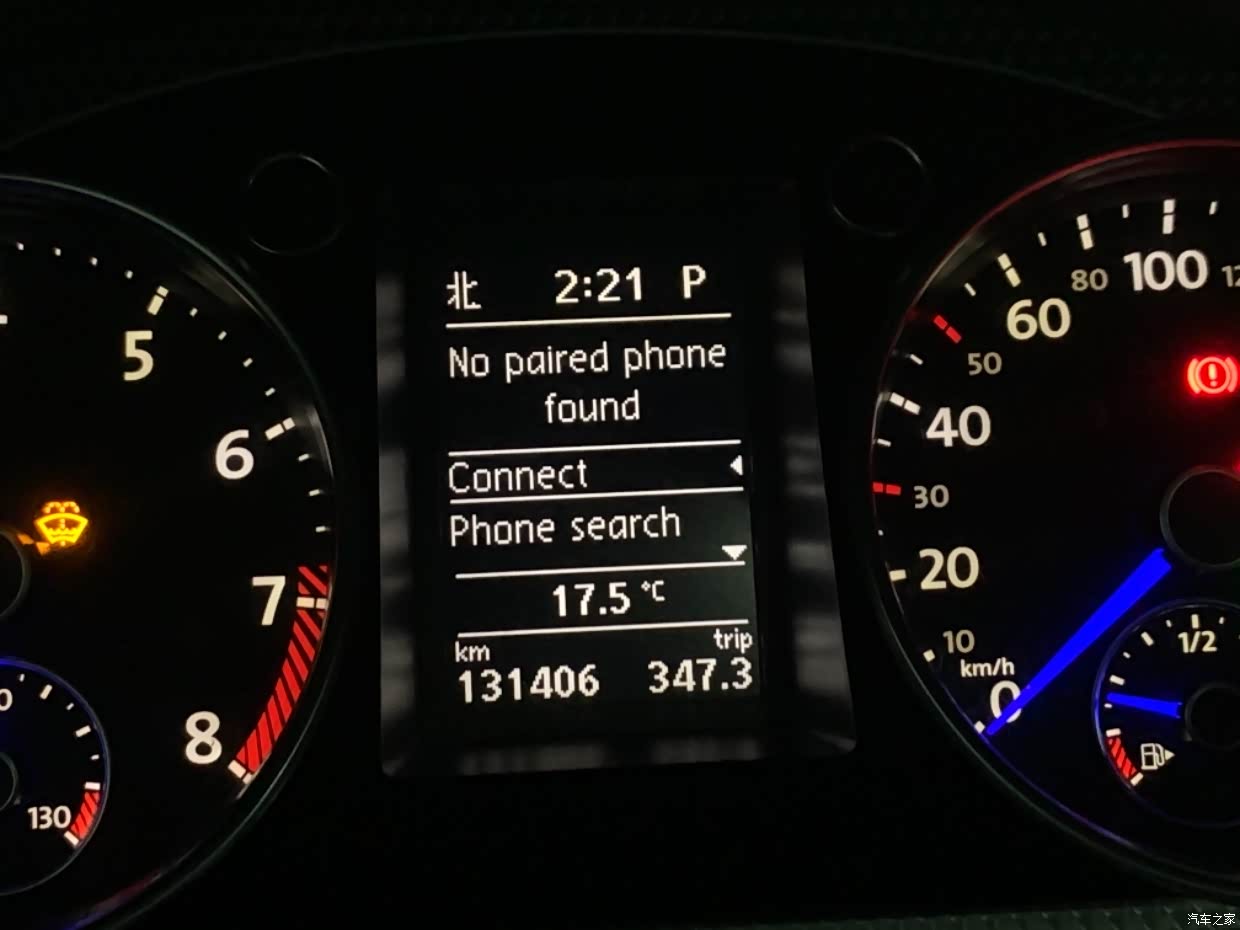 北 2:21 P
No paired phone
found
Connect
Phone search
17.5 °C
km trip
131406 347.3
5
6
7
8
130
100
80
60
50
40
30
20
10
km/h
0
1/2
汽车之家